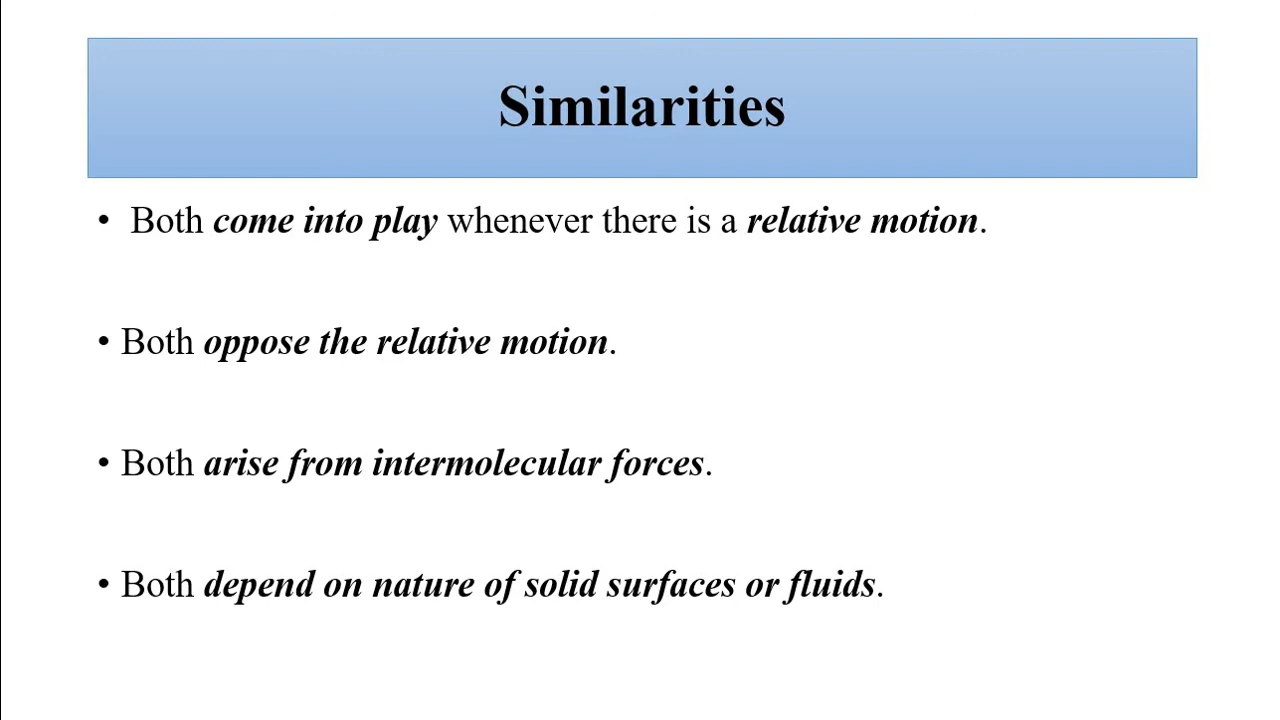 Similarities
• Both come into play whenever there is a relative motion.
• Both oppose the relative motion.
• Both arise from intermolecular forces.
• Both depend on nature of solid surfaces or fluids.